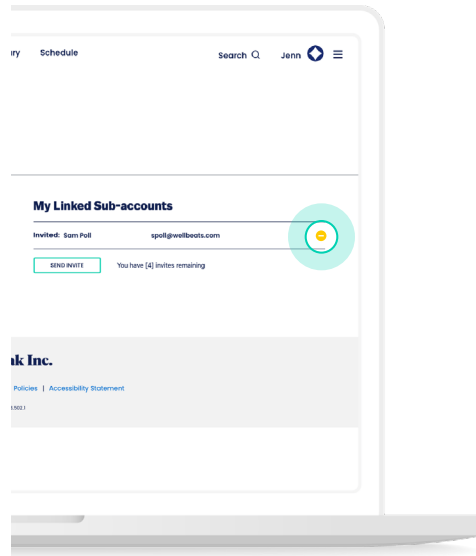 Schedule Search Jenn
My Linked Sub-accounts
Invited: Sam Poll spoll@wellbeats.com
SEND INVITE You have [4] invites remaining
Inc.
Policies | Accessibility Statement